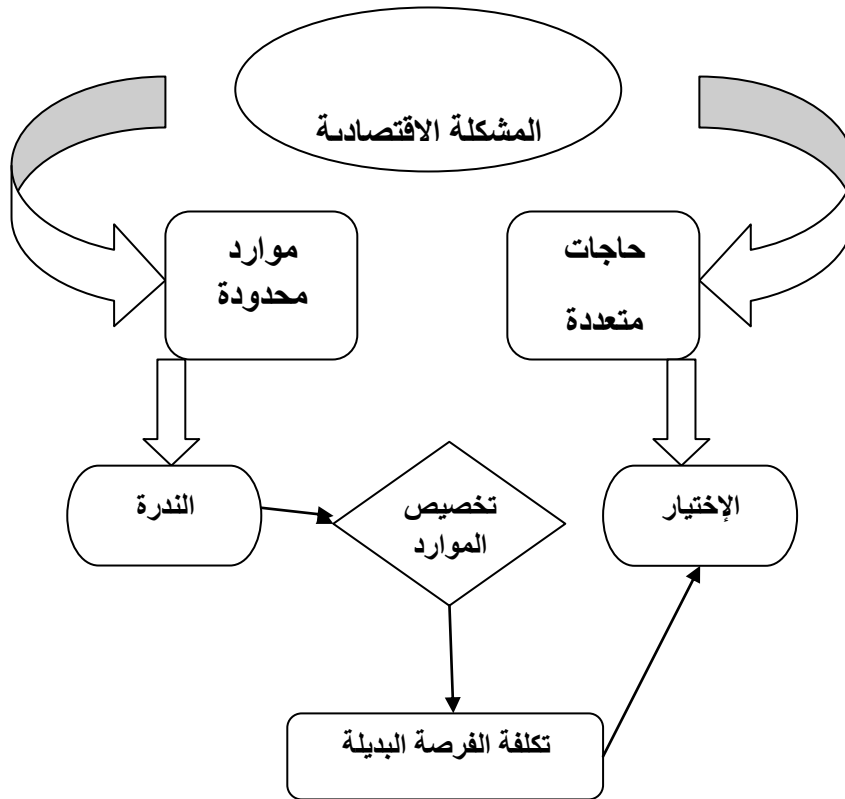 المشكلة الاقتصادية
حاجات
متعددة
موارد
محدودة
الإختيار
تخصيص
الموارد
الندرة
تكلفة الفرصة البديلة